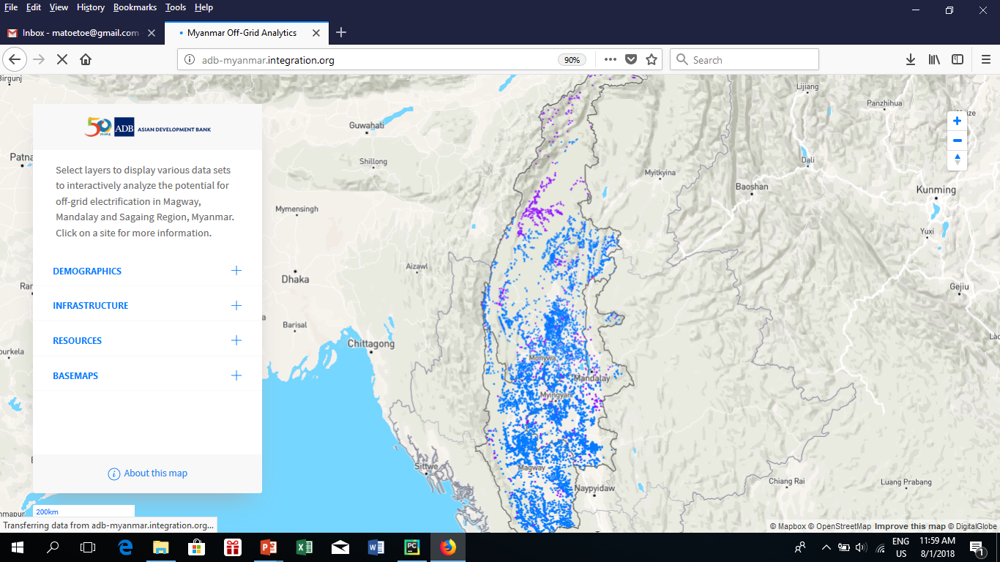 File Edit View History Bookmarks Tools Help
Inbox - matoetoe@gmail.com
Myanmar Off-Grid Analytics
adb-myanmar.integration.org
90%
Search
Birgunj
Lijiang
Panzhihua
Guwahati
50
YEARS
ADB
ASIAN DEVELOPMENT BANK
Patna
Shillong
Dali
Select layers to display various data sets
to interactively analyze the potential for
off-grid electrification in Magway,
Mandalay and Sagaing Region, Myanmar.
Click on a site for more information.
Myitkyina
Baoshan
Kunming
Mymensingh
Yuxi
Aizawl
DEMOGRAPHICS
Dhaka
Gejiu
INFRASTRUCTURE
Barisal
RESOURCES
Chittagong
Monywa
BASEMAPS
Mandalay
Myingyan
Sittwe
Magway
About this map
Naypyidaw
Chiang Rai
Luang Prabang
200km
Transferring data from adb-myanmar.integration.org...
© Mapbox © OpenStreetMap Improve this map © DigitalGlobe
ENG
US
11:59 AM
8/1/2018
1